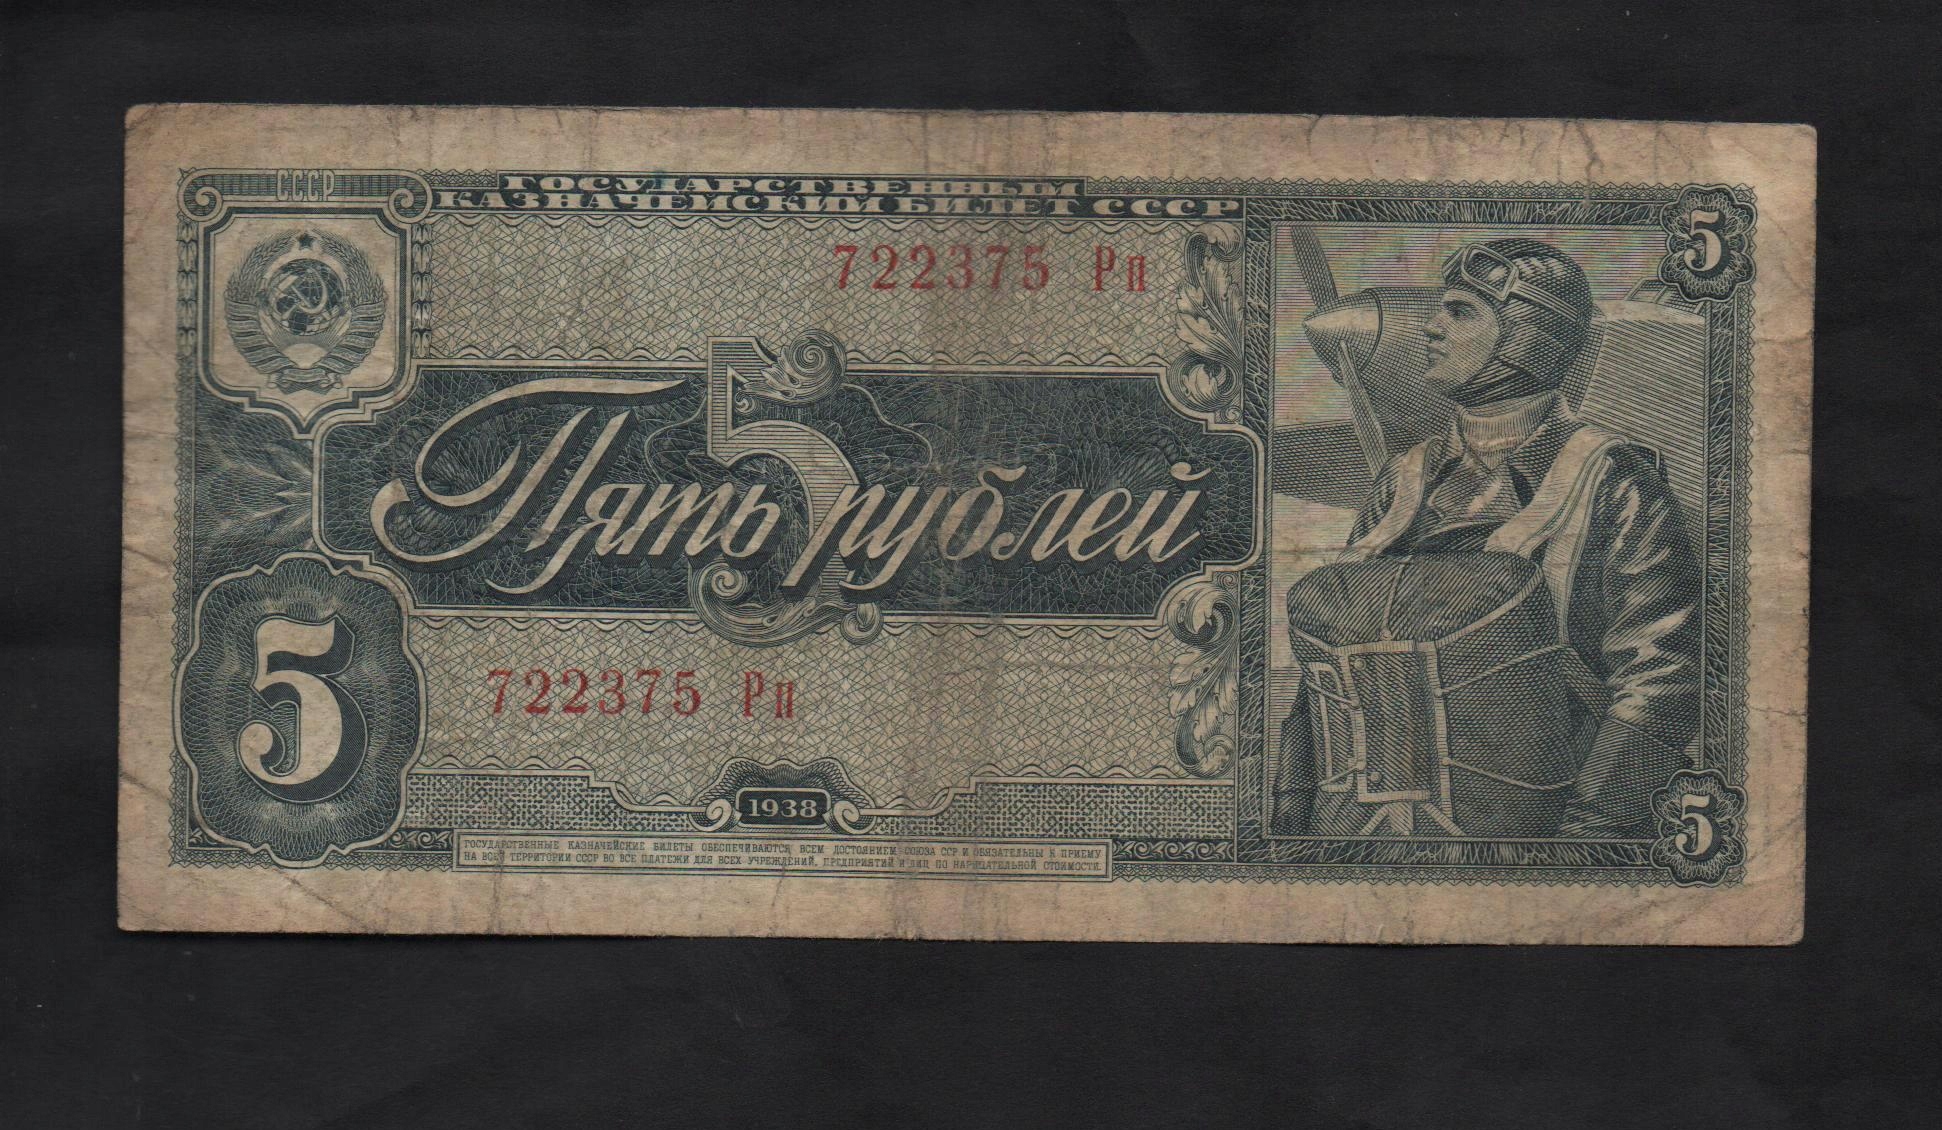 СССР
ГОСУДАРСТВЕННЫЙ
КАЗНАЧЕЙСКИЙ БИЛЕТ СССР
5
722375 Рп
5
Пять рублей
5
722375 Рп
1938
5
ГОСУДАРСТВЕННЫЕ КАЗНАЧЕЙСКИЕ БИЛЕТЫ ОБЕСПЕЧИВАЮТСЯ ВСЕМ ДОСТОЯНИЕМ СОЮЗА ССР И ОБЯЗАТЕЛЬНЫ К ПРИЕМУ
НА ВСЕЙ ТЕРРИТОРИИ СССР ВО ВСЕ ПЛАТЕЖИ ДЛЯ ВСЕХ УЧРЕЖДЕНИЙ, ПРЕДПРИЯТИЙ И ЛИЦ ПО НАРИЦАТЕЛЬНОЙ СТОИМОСТИ.